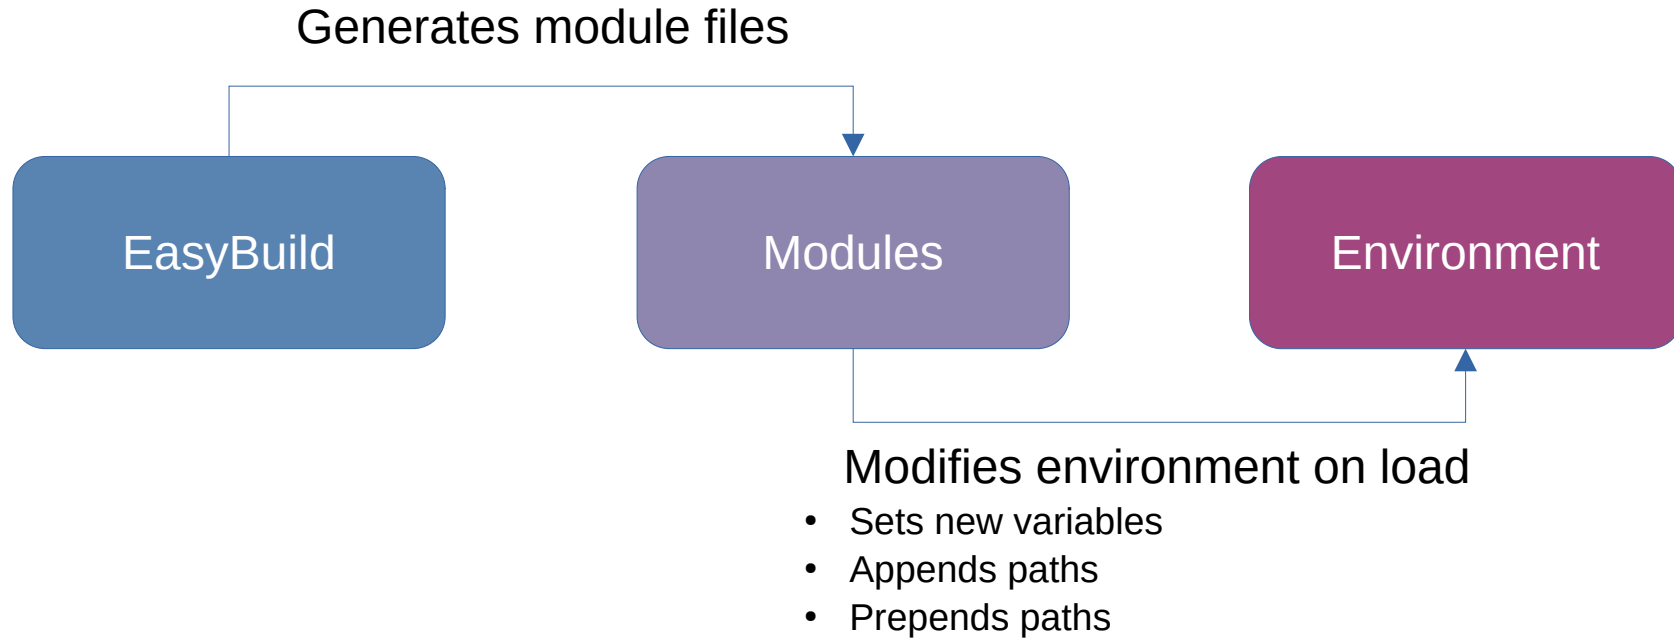 Generates module files
EasyBuild
Modules
Environment
Modifies environment on load
• Sets new variables
• Appends paths
• Prepends paths